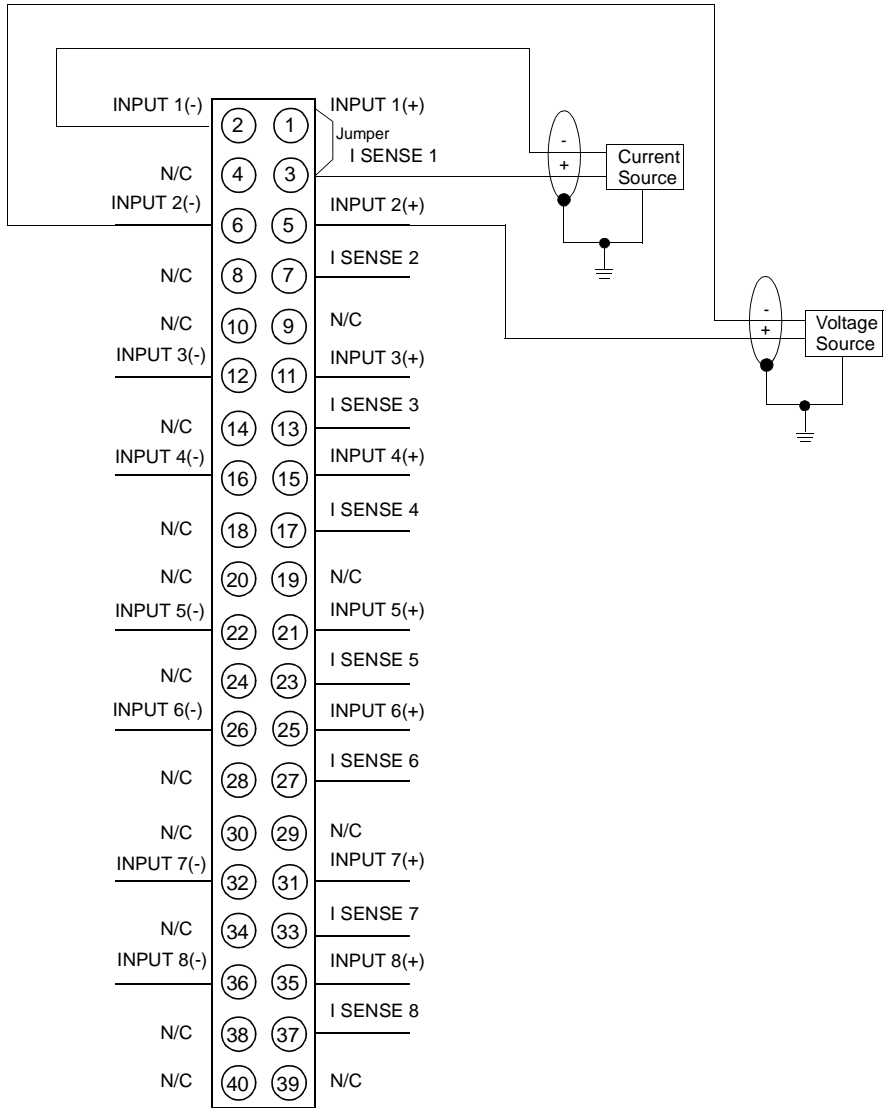 INPUT 1(-) 2 1 INPUT 1(+)
Jumper
N/C 4 3 I SENSE 1
INPUT 2(-) 6 5 INPUT 2(+)
N/C 8 7 I SENSE 2
N/C 10 9 N/C
INPUT 3(-) 12 11 INPUT 3(+)
N/C 14 13 I SENSE 3
INPUT 4(-) 16 15 INPUT 4(+)
N/C 18 17 I SENSE 4
N/C 20 19 N/C
INPUT 5(-) 22 21 INPUT 5(+)
N/C 24 23 I SENSE 5
INPUT 6(-) 26 25 INPUT 6(+)
N/C 28 27 I SENSE 6
N/C 30 29 N/C
INPUT 7(-) 32 31 INPUT 7(+)
N/C 34 33 I SENSE 7
INPUT 8(-) 36 35 INPUT 8(+)
N/C 38 37 I SENSE 8
N/C 40 39 N/C
-
+
Current
Source
-
+
Voltage
Source